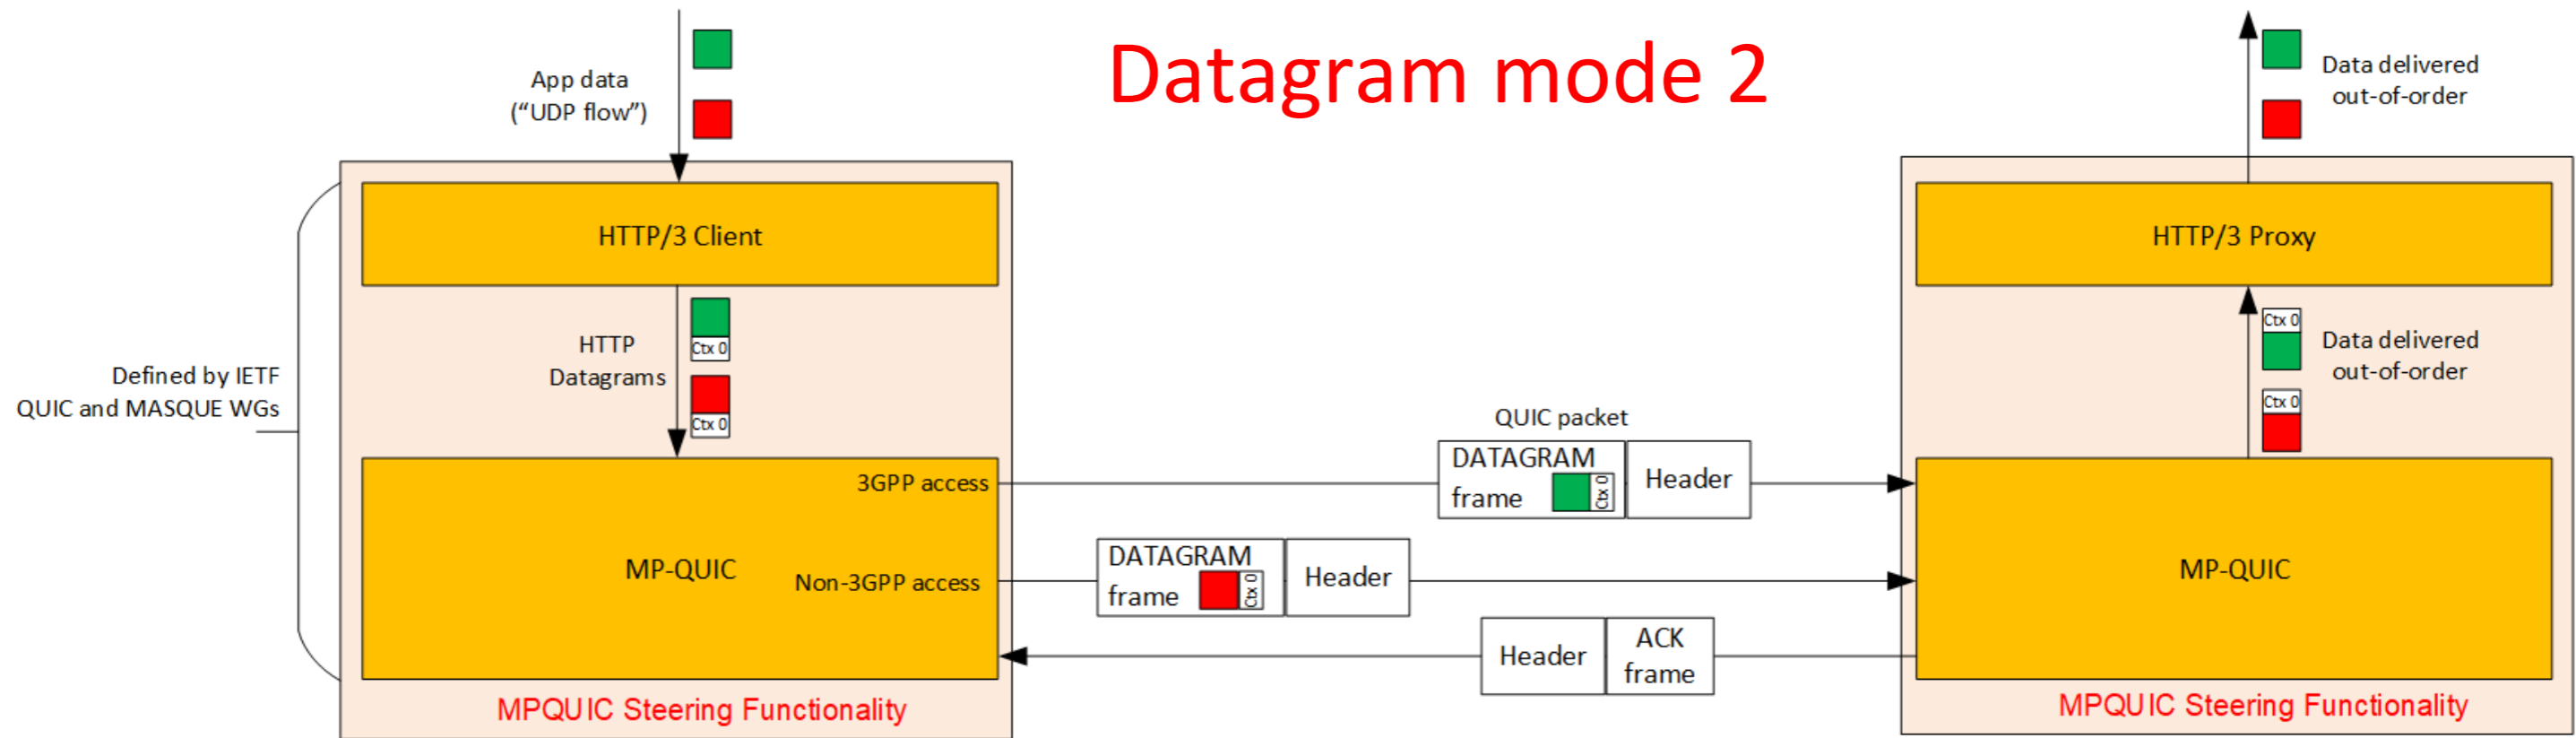 Datagram mode 2
App data
(“UDP flow”)
HTTP/3 Client
HTTP
Datagrams
Ctx 0
Ctx 0
Defined by IETF
QUIC and MASQUE WGs
3GPP access
MP-QUIC
Non-3GPP access
MPQUIC Steering Functionality
QUIC packet
DATAGRAM
frame
Ctx 0
Header
DATAGRAM
frame
Ctx 0
Header
Header
ACK
frame
Data delivered
out-of-order
HTTP/3 Proxy
Ctx 0
Ctx 0
Data delivered
out-of-order
MP-QUIC
MPQUIC Steering Functionality